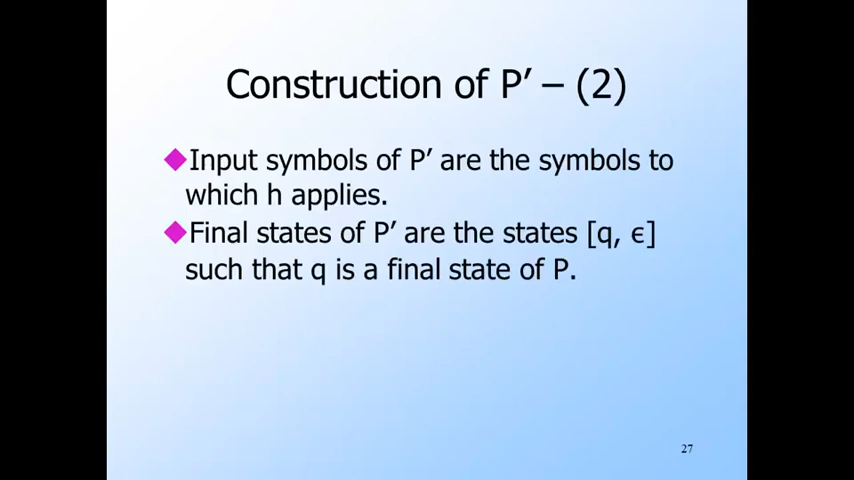 Construction of P’ – (2)
◆Input symbols of P’ are the symbols to
which h applies.
◆Final states of P’ are the states [q, ϵ]
such that q is a final state of P.
27